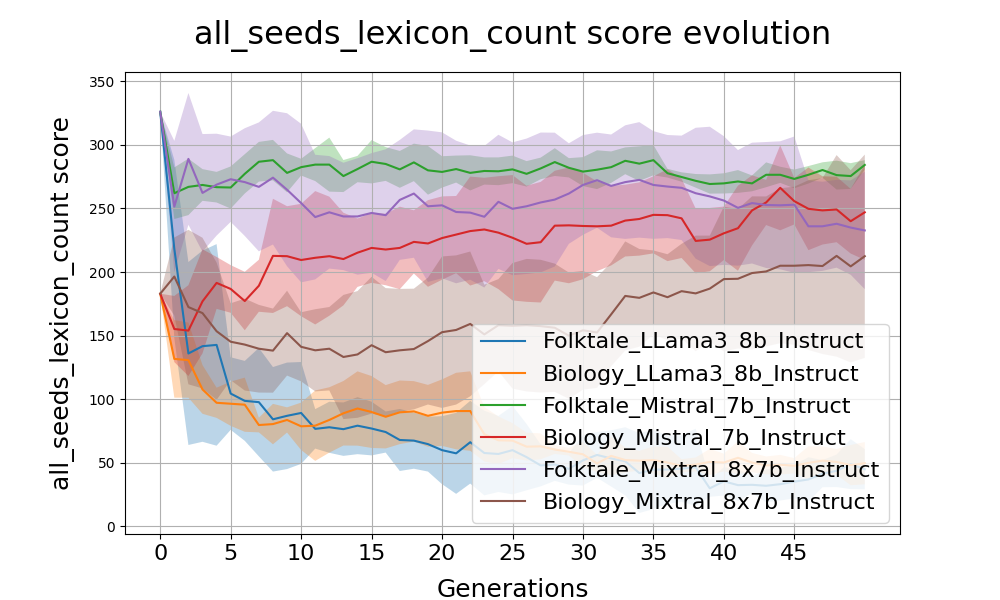 all_seeds_lexicon_count score evolution
all_seeds_lexicon_count score
350
300
250
200
150
100
50
0
Folktale_LLama3_8b_Instruct
Biology_LLama3_8b_Instruct
Folktale_Mistral_7b_Instruct
Biology_Mistral_7b_Instruct
Folktale_Mixtral_8x7b_Instruct
Biology_Mixtral_8x7b_Instruct
0 5 10 15 20 25 30 35 40 45
Generations